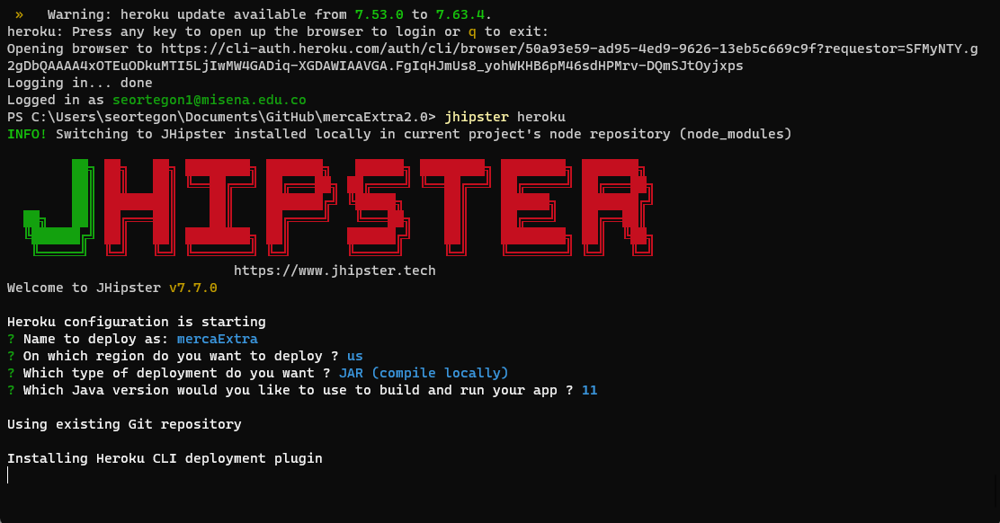 »   Warning: heroku update available from 7.53.0 to 7.63.4.
heroku: Press any key to open up the browser to login or q to exit:
Opening browser to https://cli-auth.heroku.com/auth/cli/browser/50a93e59-ad95-4ed9-9626-13eb5c669c9f?requestor=SFMyNTY.g
2gDbQAAAA4xOTEuODkuMTI5LjIwMW4GADiq-XGDAWIAAVGA.FgIqHJmUs8_yohWKHB6pM46sdHPMrv-DQmSJtOyjxps
Logging in... done
Logged in as seortegon1@misena.edu.co
PS C:\Users\seortegon\Documents\GitHub\mercaExtra2.0> jhipster heroku
INFO! Switching to JHipster installed locally in current project's node repository (node_modules)
JHIPSTER
https://www.jhipster.tech
Welcome to JHipster v7.7.0
Heroku configuration is starting
? Name to deploy as: mercaExtra
? On which region do you want to deploy ? us
? Which type of deployment do you want ? JAR (compile locally)
? Which Java version would you like to use to build and run your app ? 11
Using existing Git repository
Installing Heroku CLI deployment plugin